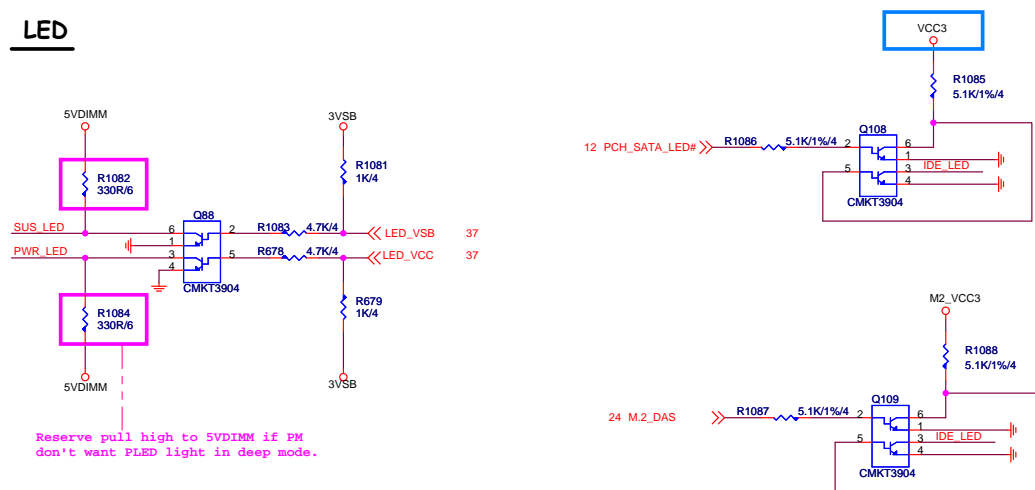 LED
5VDIMM
R1082
330R/6
SUS_LED
PWR_LED
R1084
330R/6
5VDIMM
Reserve pull high to 5VDIMM if PM
don't want PLED light in deep mode.
Q88
6
1
3
4
2
5
CMKT3904
R1083 4.7K/4
R678 4.7K/4
3VSB
R1081
1K/4
LED_VSB 37
LED_VCC 37
R679
1K/4
3VSB
VCC3
R1085
5.1K/1%/4
12 PCH_SATA_LED#
R1086 5.1K/1%/4
Q108
2
5
6
1
3
4
IDE_LED
CMKT3904
M2_VCC3
R1088
5.1K/1%/4
24 M.2_DAS
R1087 5.1K/1%/4
Q109
2
5
6
1
3
4
IDE_LED
CMKT3904